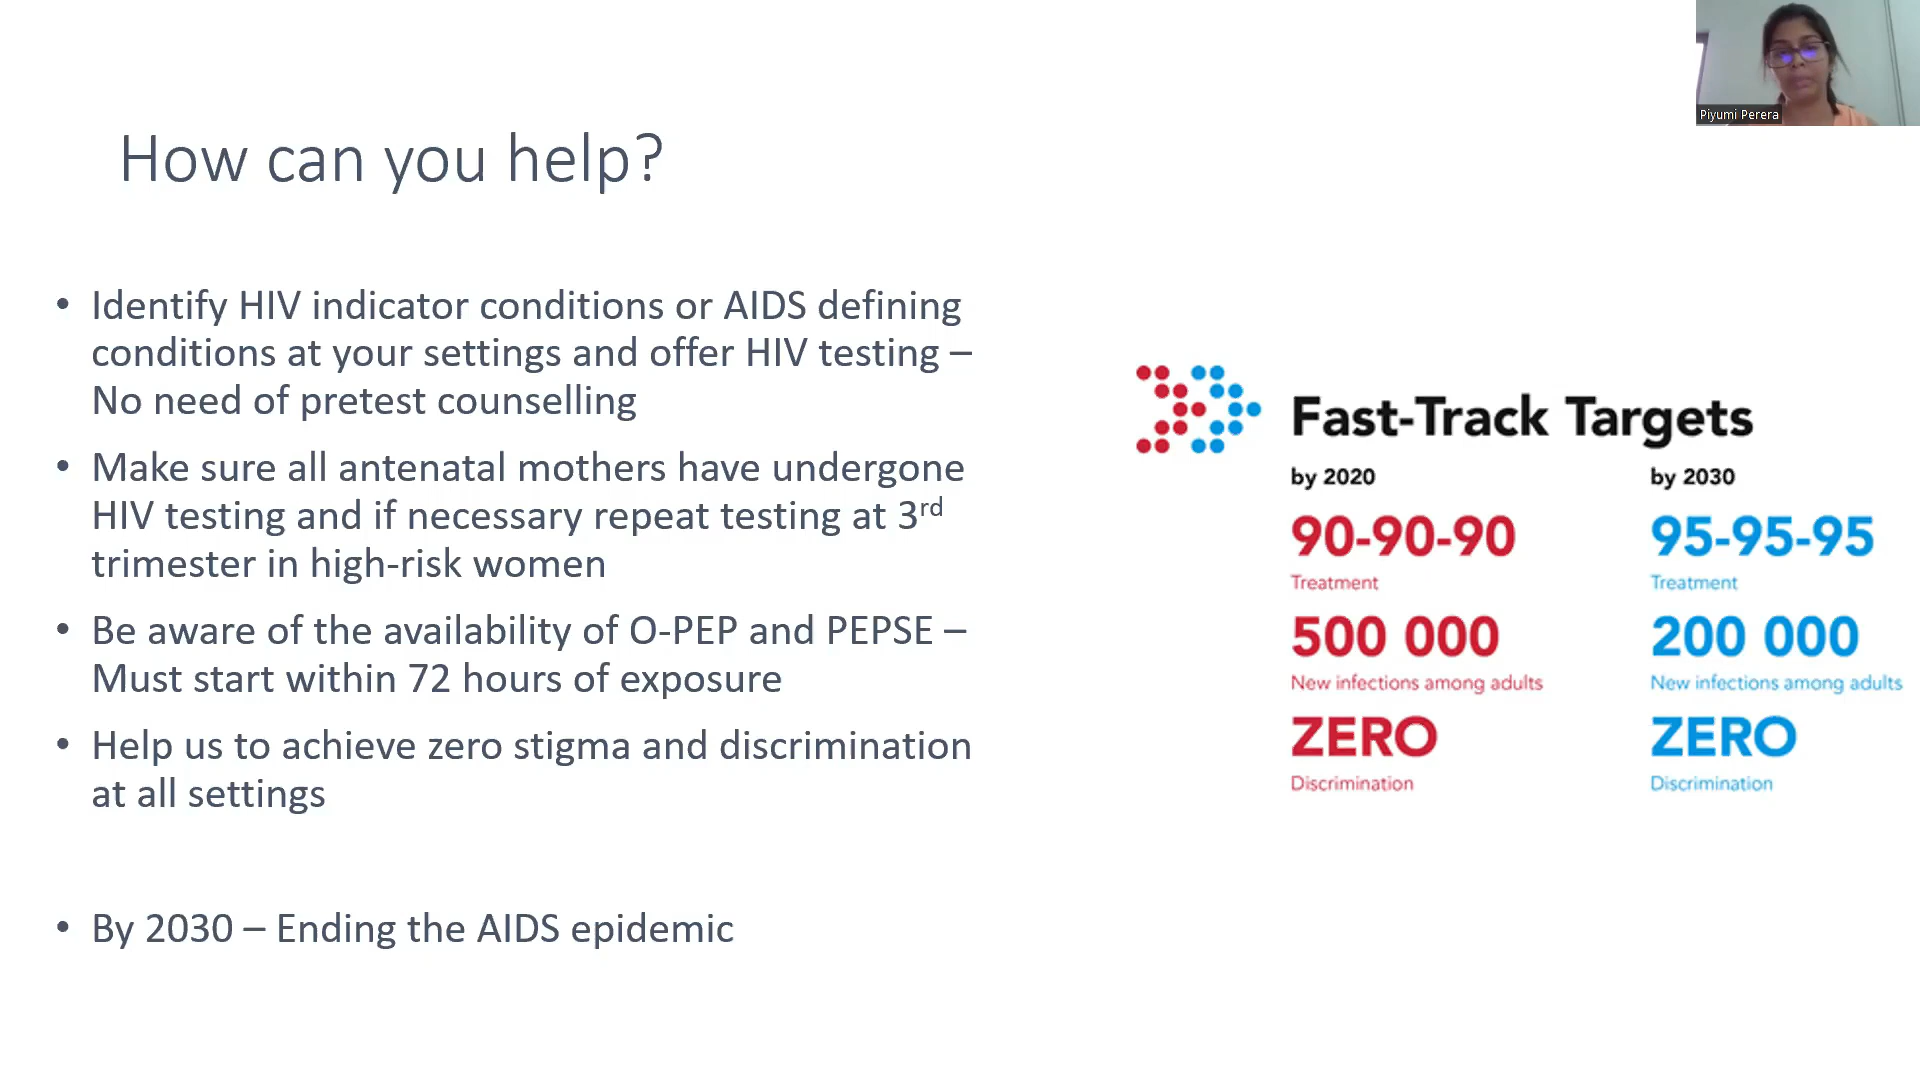 Piyumi Perera
How can you help?
• Identify HIV indicator conditions or AIDS defining
conditions at your settings and offer HIV testing –
No need of pretest counselling
• Make sure all antenatal mothers have undergone
HIV testing and if necessary repeat testing at 3rd
trimester in high-risk women
• Be aware of the availability of O-PEP and PEPSE –
Must start within 72 hours of exposure
• Help us to achieve zero stigma and discrimination
at all settings
• By 2030 – Ending the AIDS epidemic
Fast-Track Targets
by 2020
90-90-90
Treatment
500 000
New infections among adults
ZERO
Discrimination
by 2030
95-95-95
Treatment
200 000
New infections among adults
ZERO
Discrimination